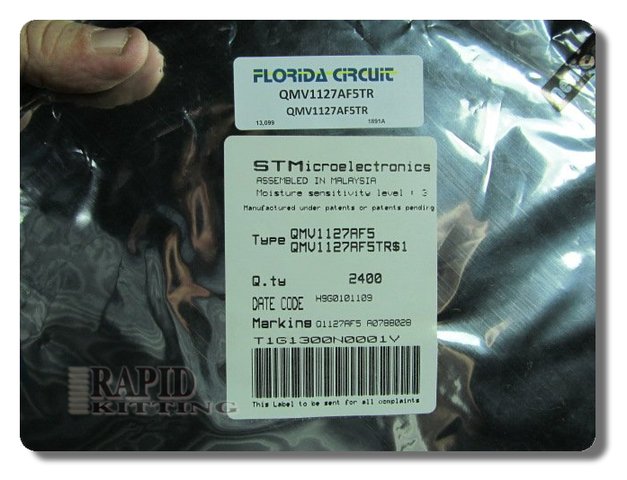 FLORIDA CIRCUIT
QMV1127AF5TR
QMV1127AF5TR
13,099 1891A
STMicroelectronics
ASSEMBLED IN MALAYSIA
Moisture sensitivity level : 3
Manufactured under patents or patents pending
Type QMV1127AF5
QMV1127AF5TR$1
Q.ty 2400
DATE CODE H9G0101109
Marking Q1127AF5 A0788028
T1G1300N0001V
This Label to be sent for all complaints
RAPID
KITTING